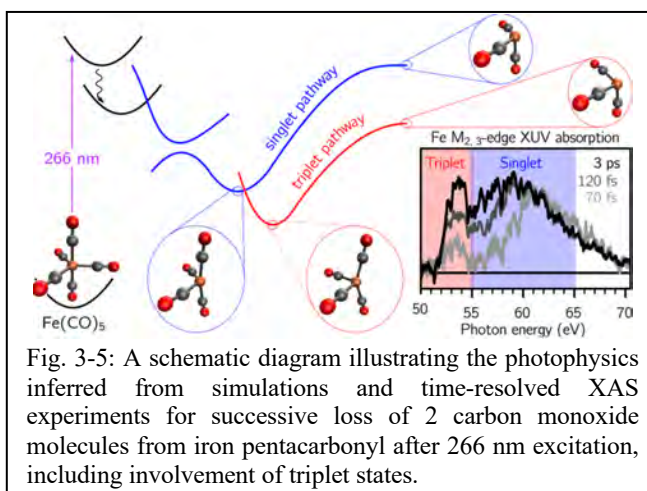 266 nm
Fe(CO)₅
singlet pathway
triplet pathway
Fe M₂,₃-edge XUV absorption
Triplet
Singlet
3 ps
120 fs
70 fs
50 55 60 65 70
Photon energy (eV)
Fig. 3-5: A schematic diagram illustrating the photophysics
inferred from simulations and time-resolved XAS
experiments for successive loss of 2 carbon monoxide
molecules from iron pentacarbonyl after 266 nm excitation,
including involvement of triplet states.